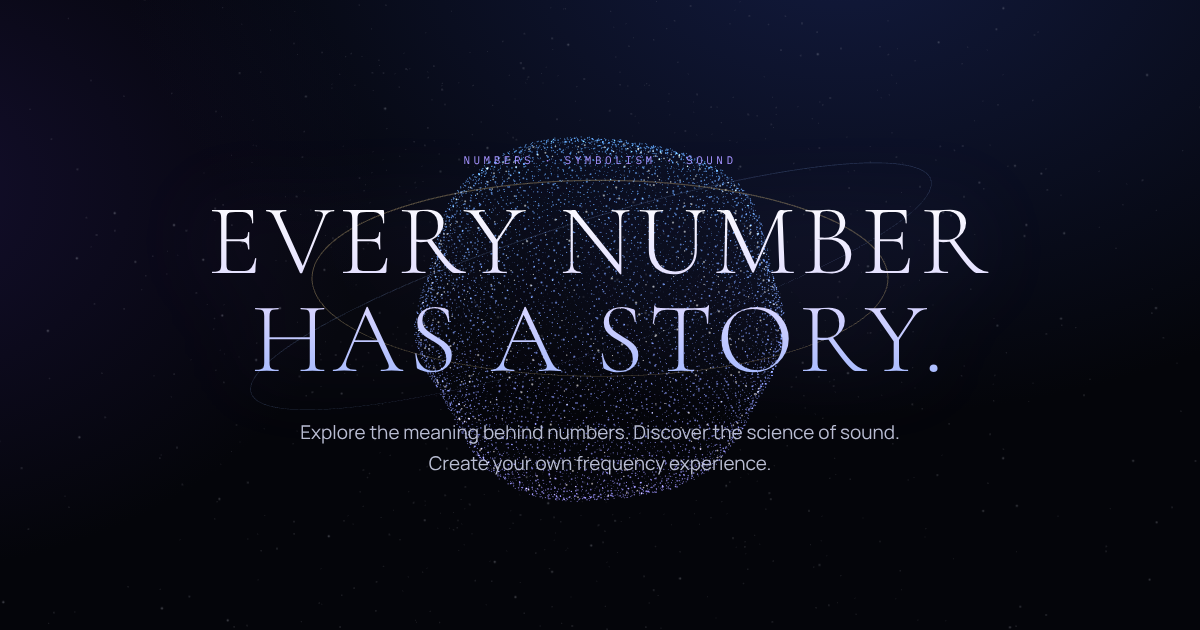 NUMBERS · SYMBOLISM · SOUND
EVERY NUMBER
HAS A STORY.
Explore the meaning behind numbers. Discover the science of sound.
Create your own frequency experience.